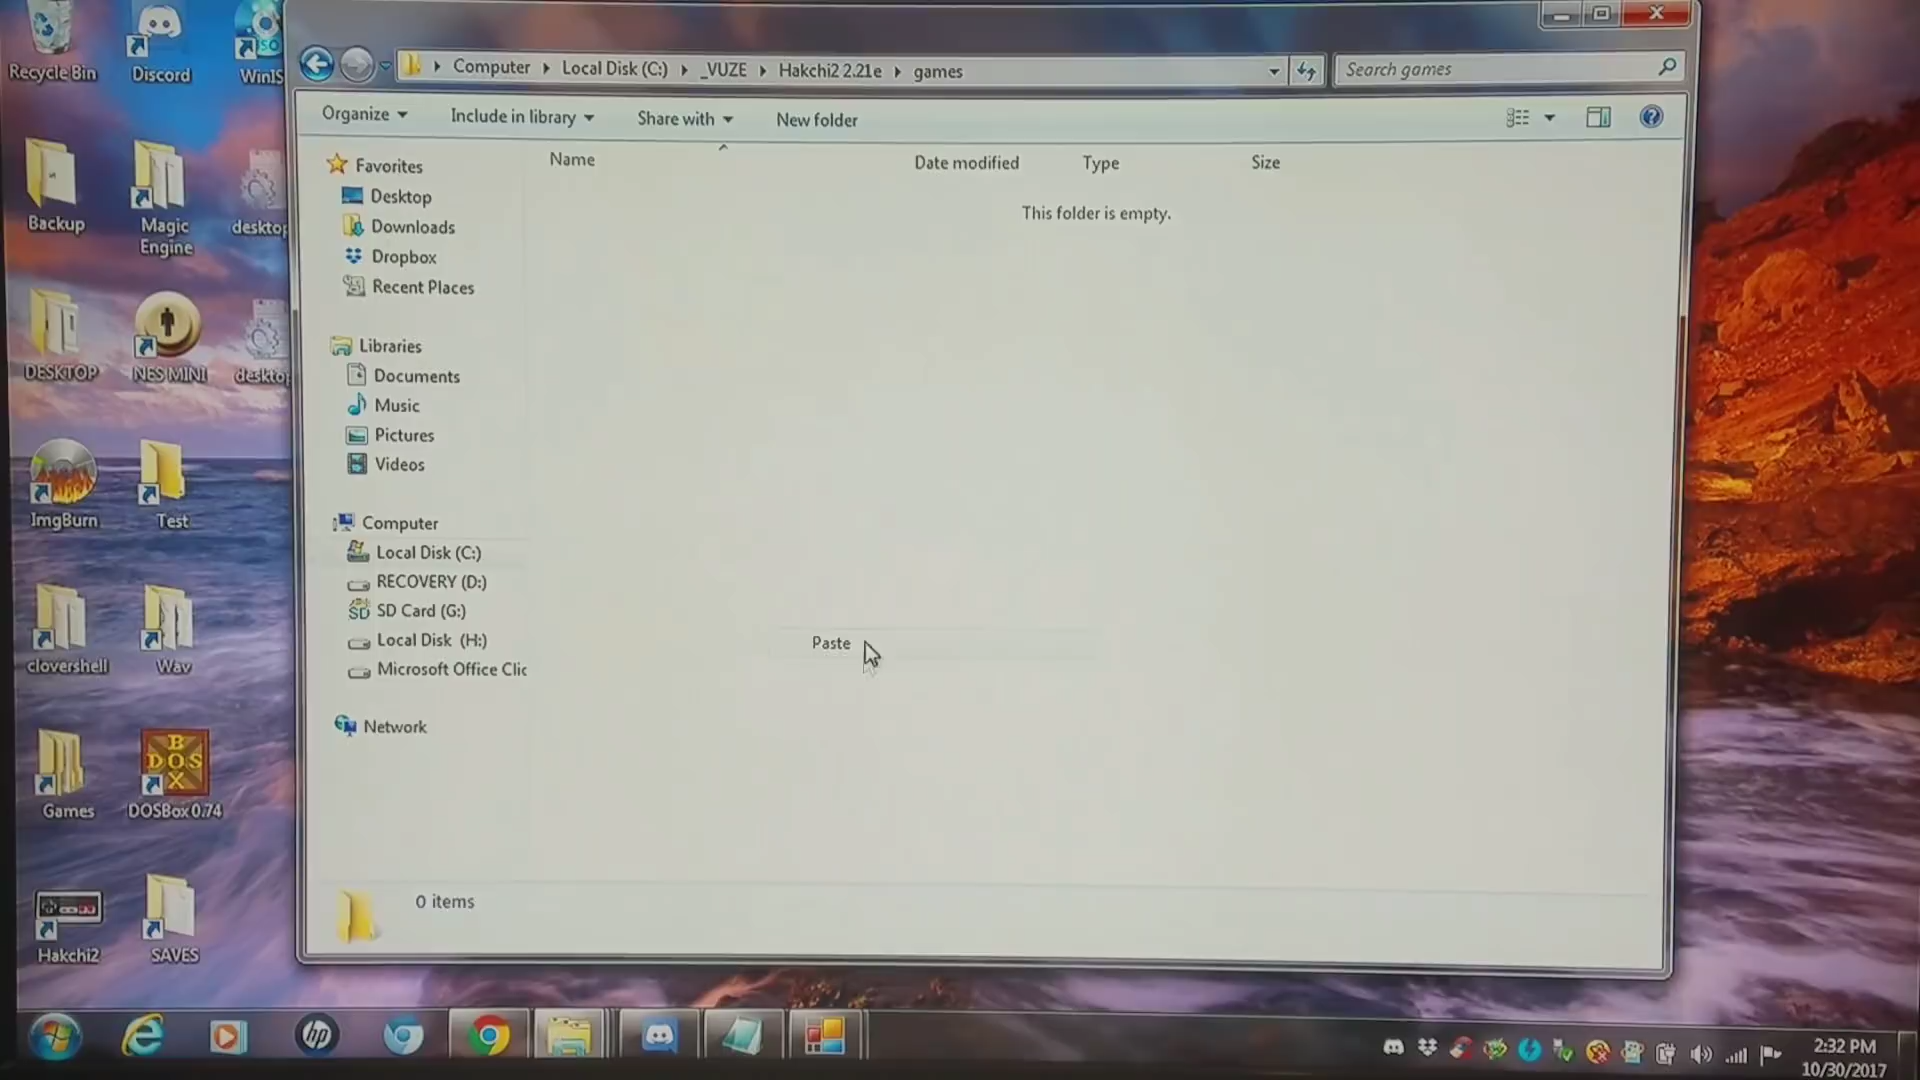 Recycle Bin
Discord
WinIS
Backup
Magic
Engine
desktop
DESKTOP
NES MINI
desktop
ImgBurn
Test
clovershell
Wav
Games
DOSBox 0.74
Hakchi2
SAVES
Computer
Local Disk (C:)
_VUZE
Hakchi2 2.21e
games
Search games
Organize
Include in library
Share with
New folder
Name
Date modified
Type
Size
This folder is empty.
Favorites
Desktop
Downloads
Dropbox
Recent Places
Libraries
Documents
Music
Pictures
Videos
Computer
Local Disk (C:)
RECOVERY (D:)
SD Card (G:)
Local Disk (H:)
Microsoft Office Clic
Network
Paste
0 items
2:32 PM
10/30/2017